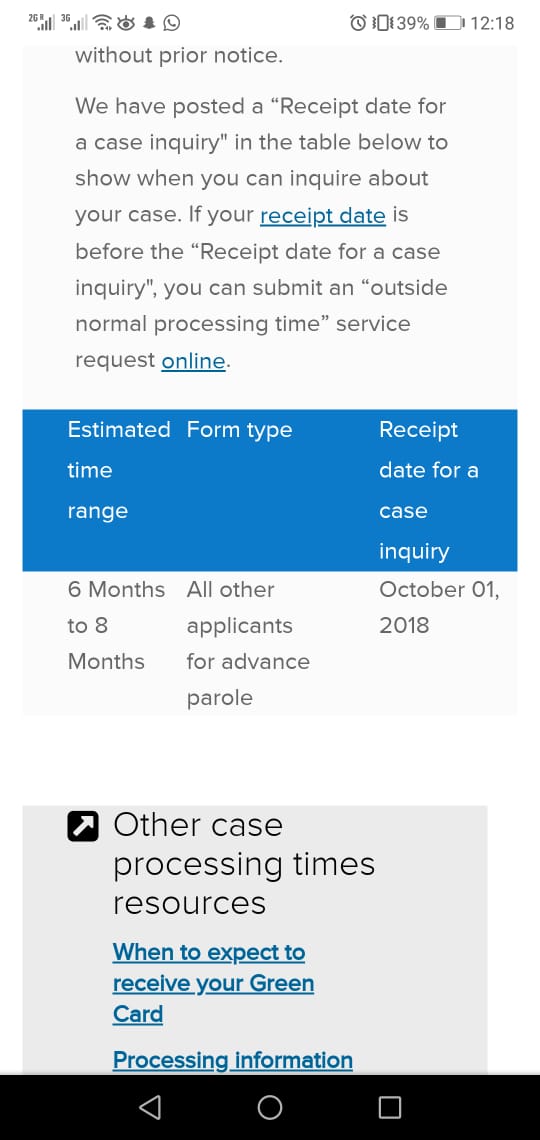 2G R 3G 39% 12:18
without prior notice.
We have posted a “Receipt date for
a case inquiry" in the table below to
show when you can inquire about
your case. If your receipt date is
before the “Receipt date for a case
inquiry", you can submit an “outside
normal processing time” service
request online.
Estimated Form type Receipt
time date for a
range case
inquiry
6 Months All other October 01,
to 8 applicants 2018
Months for advance
parole
Other case
processing times
resources
When to expect to
receive your Green
Card
Processing information